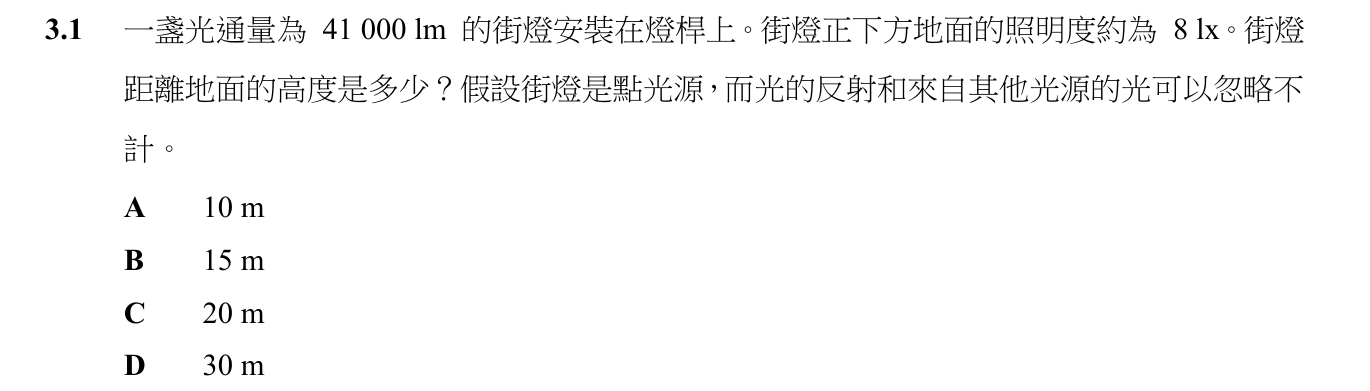 3.1 一盞光通量為 41 000 lm 的街燈安裝在燈桿上。街燈正下方地面的照明度約為 8 lx。街燈
距離地面的高度是多少？假設街燈是點光源，而光的反射和來自其他光源的光可以忽略不
計。
A 10 m
B 15 m
C 20 m
D 30 m